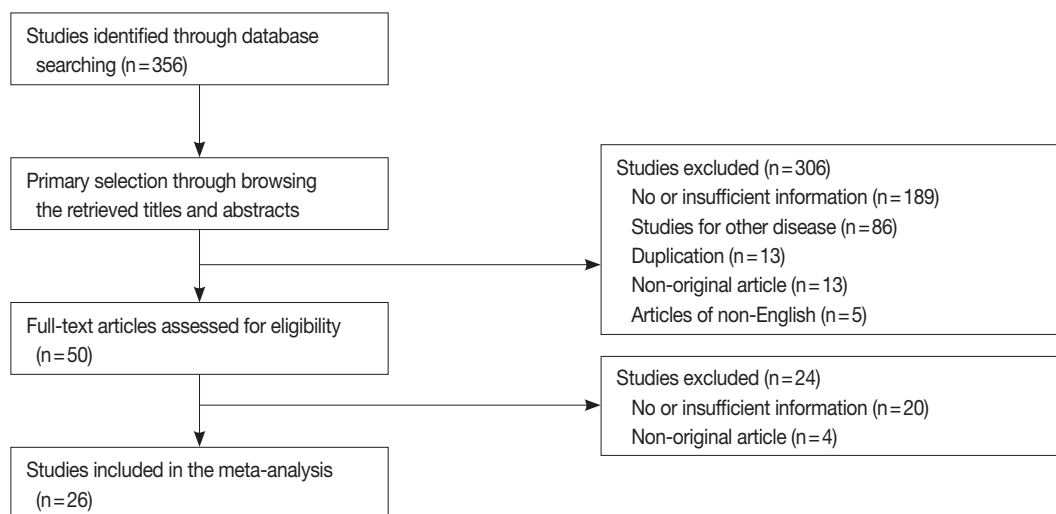 Studies identified through database
searching (n=356)
Primary selection through browsing
the retrieved titles and abstracts
Studies excluded (n=306)
No or insufficient information (n=189)
Studies for other disease (n=86)
Duplication (n=13)
Non-original article (n=13)
Articles of non-English (n=5)
Full-text articles assessed for eligibility
(n=50)
Studies excluded (n=24)
No or insufficient information (n=20)
Non-original article (n=4)
Studies included in the meta-analysis
(n=26)